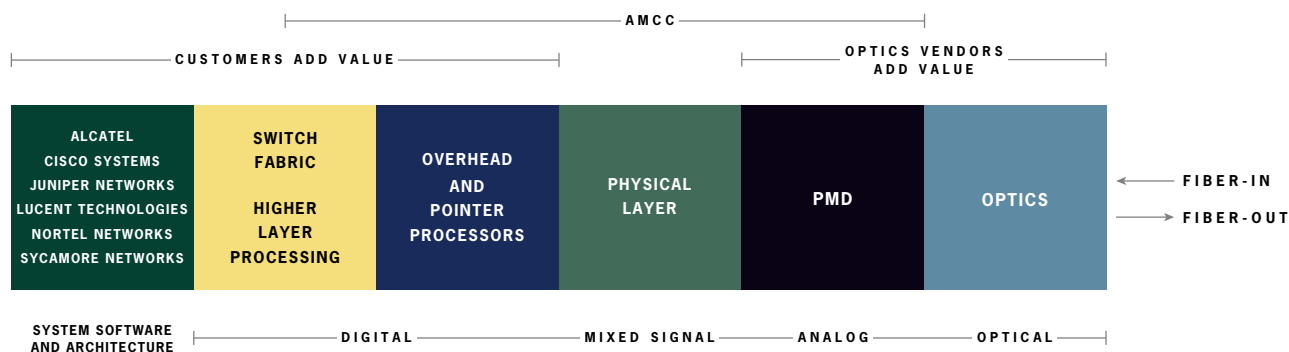 AMCC
CUSTOMERS ADD VALUE
OPTICS VENDORS
ADD VALUE
ALCATEL
CISCO SYSTEMS
JUNIPER NETWORKS
LUCENT TECHNOLOGIES
NORTEL NETWORKS
SYCAMORE NETWORKS
SWITCH
FABRIC
HIGHER
LAYER
PROCESSING
OVERHEAD
AND
POINTER
PROCESSORS
PHYSICAL
LAYER
PMD
OPTICS
FIBER-IN
FIBER-OUT
SYSTEM SOFTWARE
AND ARCHITECTURE
DIGITAL
MIXED SIGNAL
ANALOG
OPTICAL